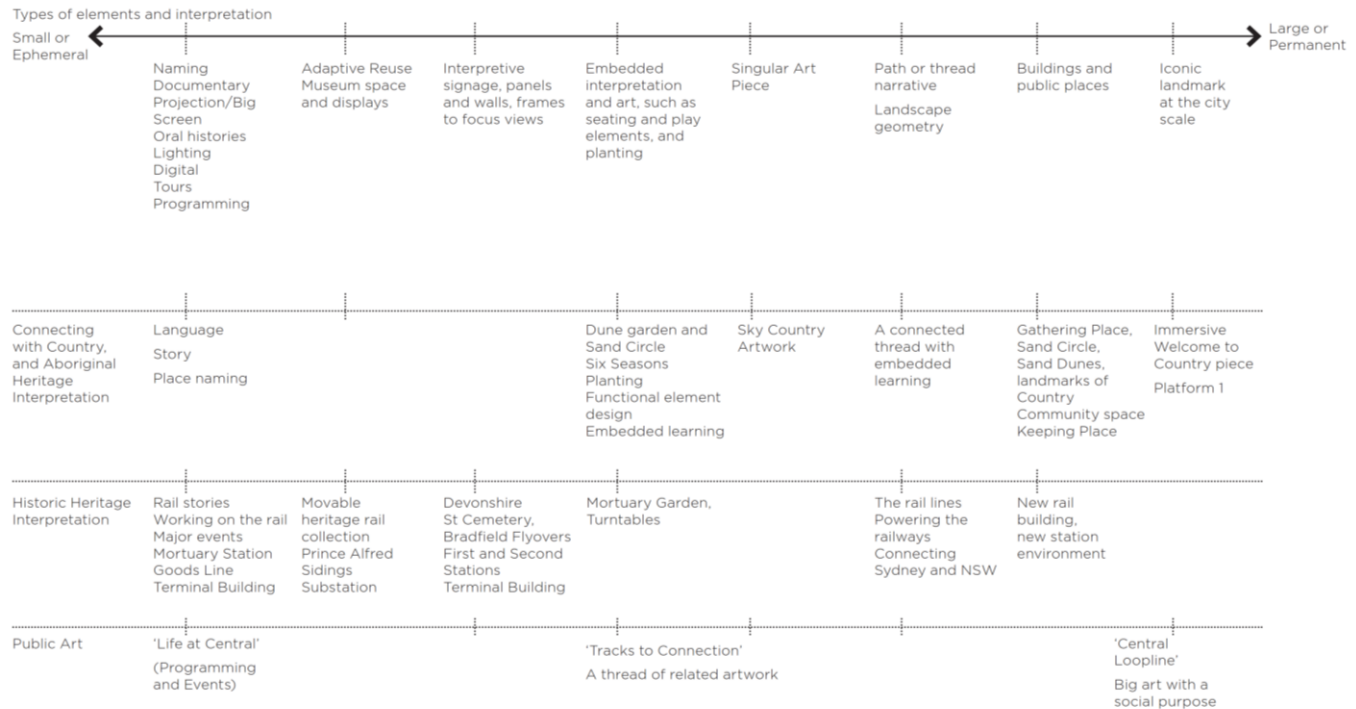 Types of elements and interpretation
Small or
Ephemeral
Large or
Permanent
Naming
Documentary
Projection/Big
Screen
Oral histories
Lighting
Digital
Tours
Programming
Adaptive Reuse
Museum space
and displays
Interpretive
signage, panels
and walls, frames
to focus views
Embedded
interpretation
and art, such as
seating and play
elements, and
planting
Singular Art
Piece
Path or thread
narrative
Landscape
geometry
Buildings and
public places
Iconic
landmark
at the city
scale
Connecting
with Country,
and Aboriginal
Heritage
Interpretation
Language
Story
Place naming
Dune garden and
Sand Circle
Six Seasons
Planting
Functional element
design
Embedded learning
Sky Country
Artwork
A connected
thread with
embedded
learning
Gathering Place,
Sand Circle,
Sand Dunes,
landmarks of
Country
Community space
Keeping Place
Immersive
Welcome to
Country piece
Platform 1
Historic Heritage
Interpretation
Rail stories
Working on the rail
Major events
Mortuary Station
Goods Line
Terminal Building
Movable
heritage rail
collection
Prince Alfred
Sidings
Substation
Devonshire
St Cemetery,
Bradfield Flyovers
First and Second
Stations
Terminal Building
Mortuary Garden,
Turntables
The rail lines
Powering the
railways
Connecting
Sydney and NSW
New rail
building,
new station
environment
Public Art
‘Life at Central’
(Programming
and Events)
‘Tracks to Connection’
A thread of related artwork
‘Central
Loopline’
Big art with a
social purpose